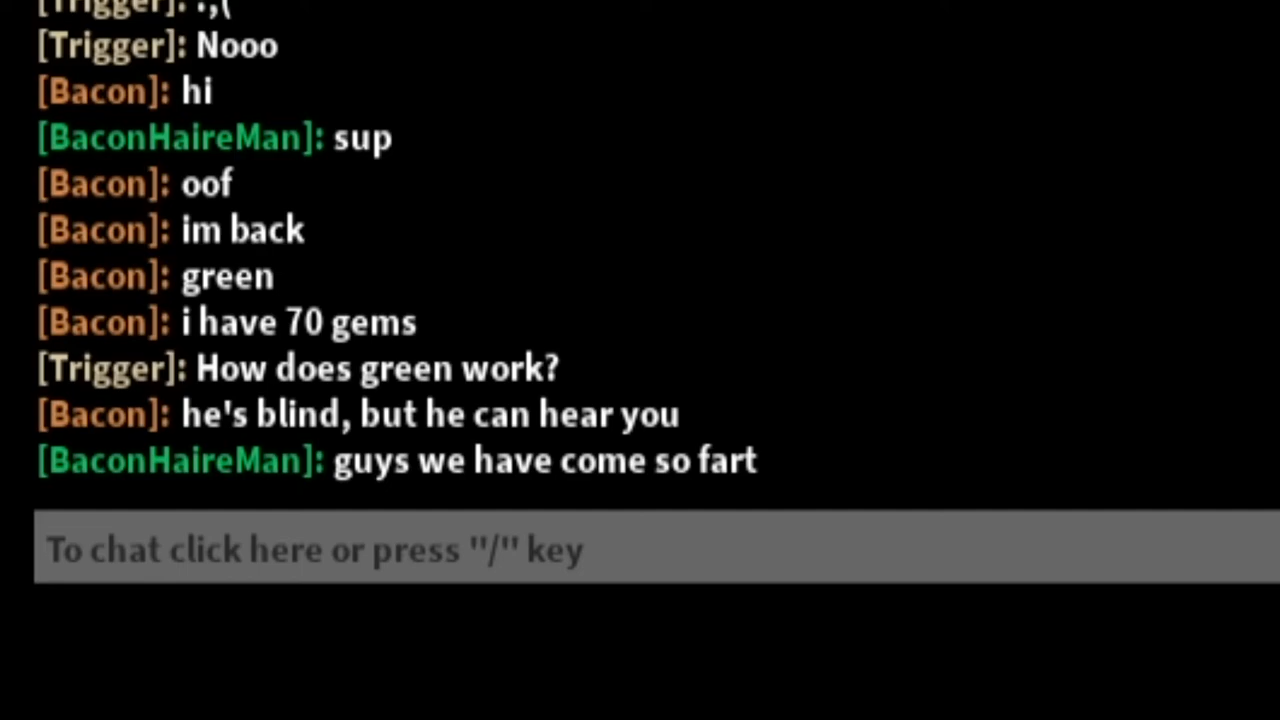 [Trigger]: :,(
[Trigger]: Nooo
[Bacon]: hi
[BaconHaireMan]: sup
[Bacon]: oof
[Bacon]: im back
[Bacon]: green
[Bacon]: i have 70 gems
[Trigger]: How does green work?
[Bacon]: he's blind, but he can hear you
[BaconHaireMan]: guys we have come so fart
To chat click here or press "/" key